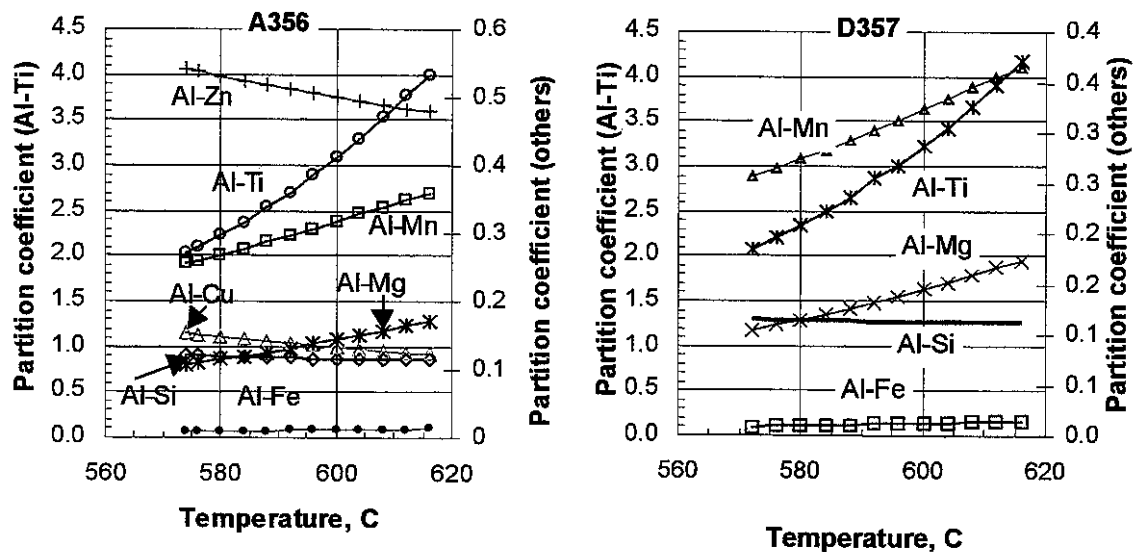 A356
4.5
4.0
3.5
3.0
2.5
2.0
1.5
1.0
0.5
0.0
Partition coefficient (Al-Ti)
0.6
0.5
0.4
0.3
0.2
0.1
0
Partition coefficient (others)
Al-Zn
Al-Ti
Al-Mn
Al-Cu
Al-Mg
Al-Si
Al-Fe
560
580
600
620
Temperature, C
D357
4.5
4.0
3.5
3.0
2.5
2.0
1.5
1.0
0.5
0.0
Partition coefficient (Al-Ti)
0.4
0.4
0.3
0.3
0.2
0.2
0.1
0.1
0.0
Partition coefficient (others)
Al-Mn
Al-Ti
Al-Mg
Al-Si
Al-Fe
560
580
600
620
Temperature, C